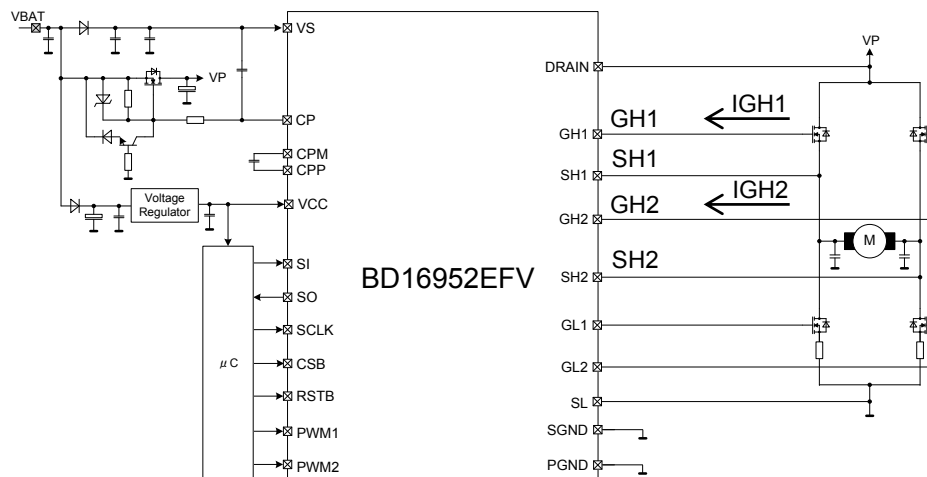 VBAT
VS
VP
CP
CPM
CPP
Voltage
Regulator
VCC
SI
SO
SCLK
μC
CSB
RSTB
PWM1
PWM2
BD16952EFV
VP
DRAIN
GH1
IGH1
GH1
SH1
SH1
GH2
IGH2
GH2
M
SH2
SH2
GL1
GL2
SL
SGND
PGND